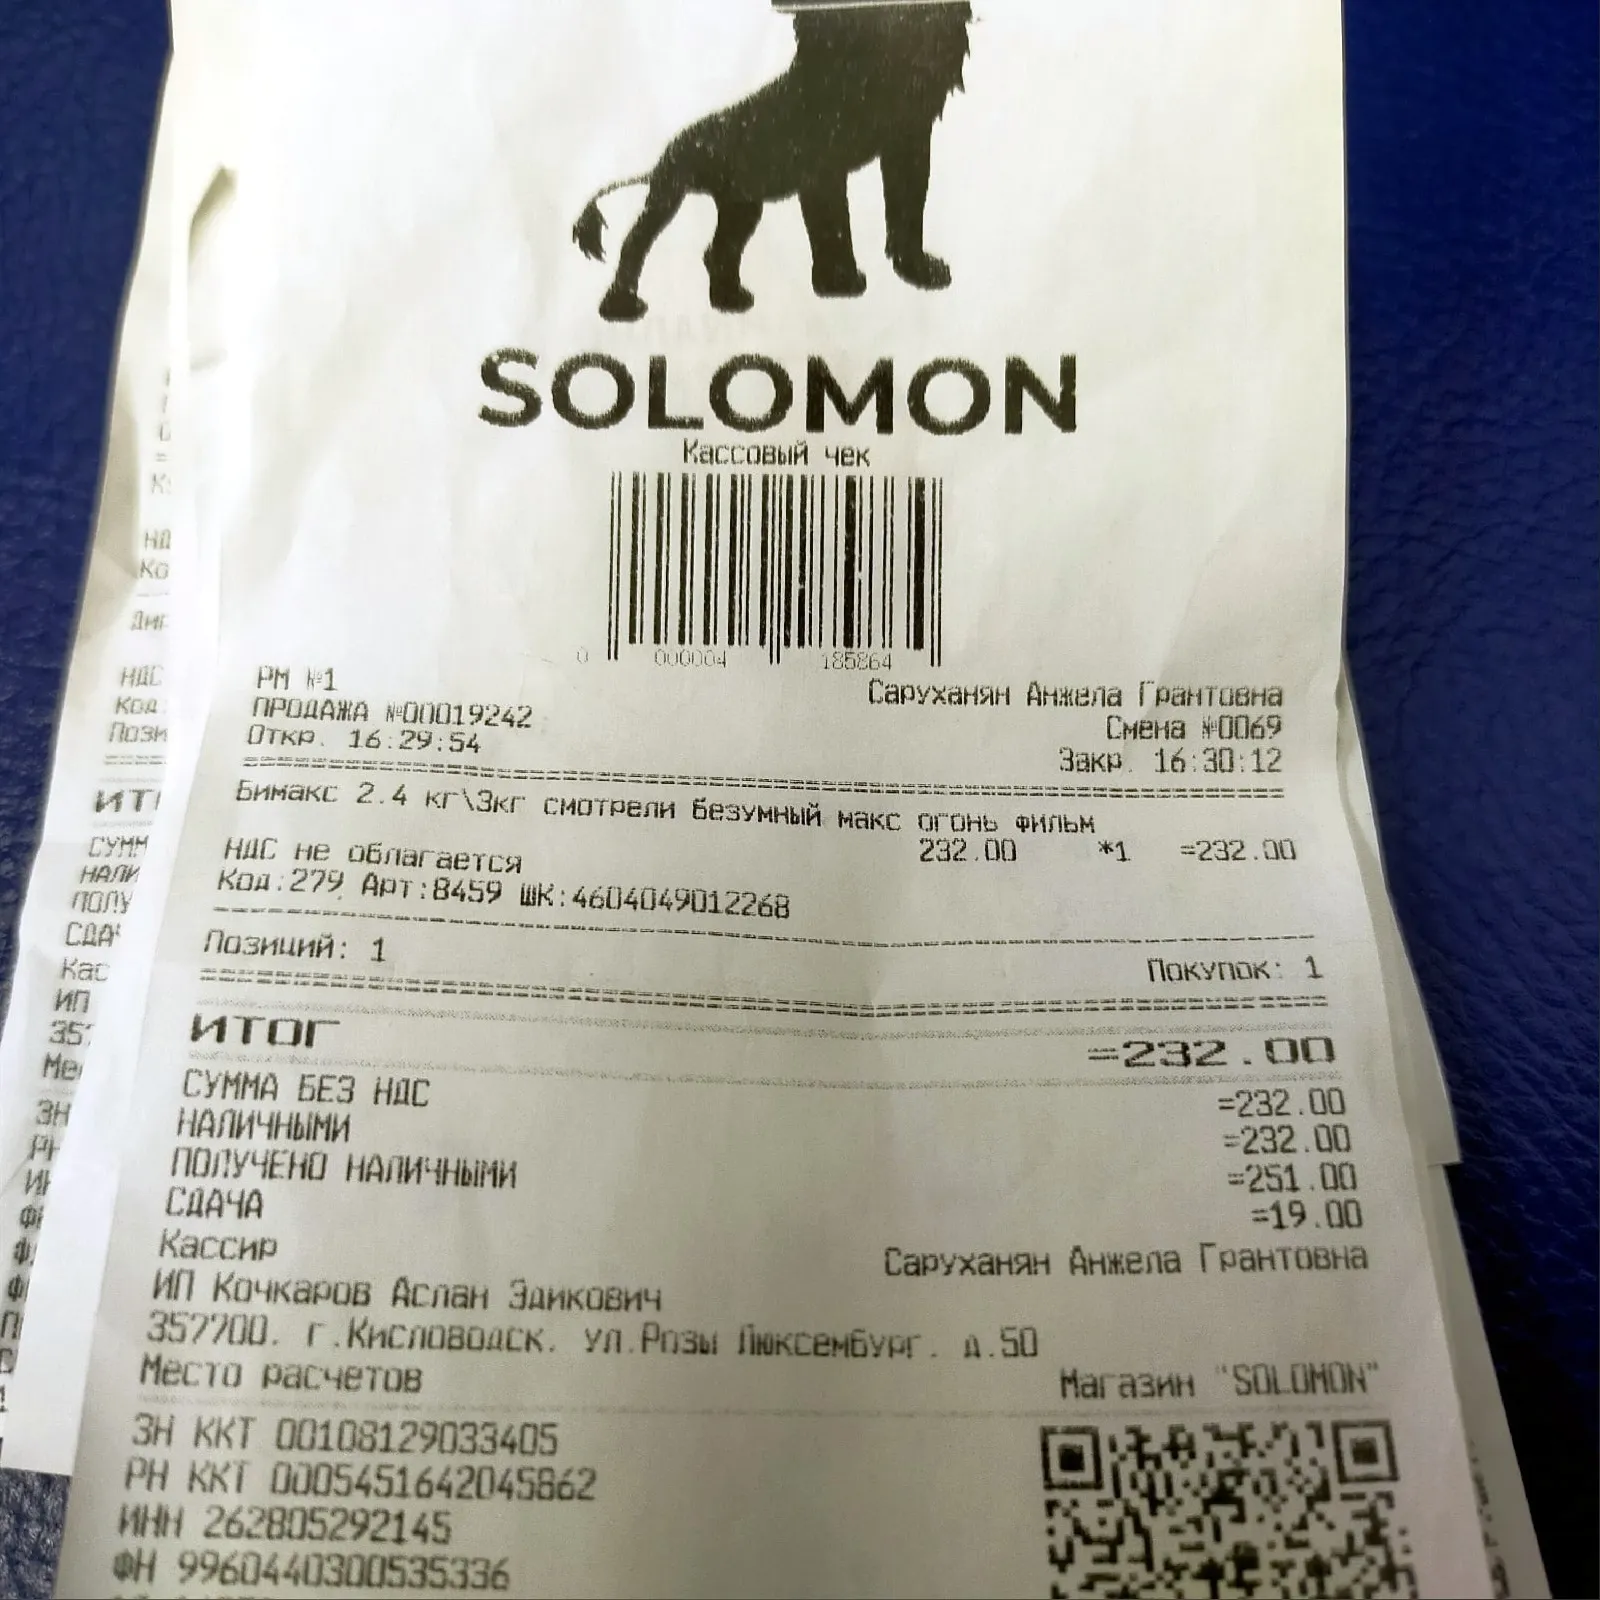 SOLOMON
Кассовый чек
0 000004 185864
РМ №1 Саруханян Анжела Грантовна
ПРОДАЖА №00019242 Смена №0069
Откр. 16:29:54 Закр. 16:30:12
Бимакс 2.4 кг\3кг смотрели безумный макс огонь фильм
232.00 *1 =232.00
НДС не облагается
Код:279 Арт:8459 ШК:4604049012268
Позиций: 1 Покупок: 1
ИТОГ =232.00
СУММА БЕЗ НДС =232.00
НАЛИЧНЫМИ =232.00
ПОЛУЧЕНО НАЛИЧНЫМИ =251.00
СДАЧА =19.00
Кассир Саруханян Анжела Грантовна
ИП Кочкаров Аслан Эдикович
357700. г.Кисловодск. ул.Розы Люксембург. д.50
Место расчетов Магазин "SOLOMON"
ЗН ККТ 00108129033405
РН ККТ 0005451642045862
ИНН 262805292145
ФН 9960440300535336